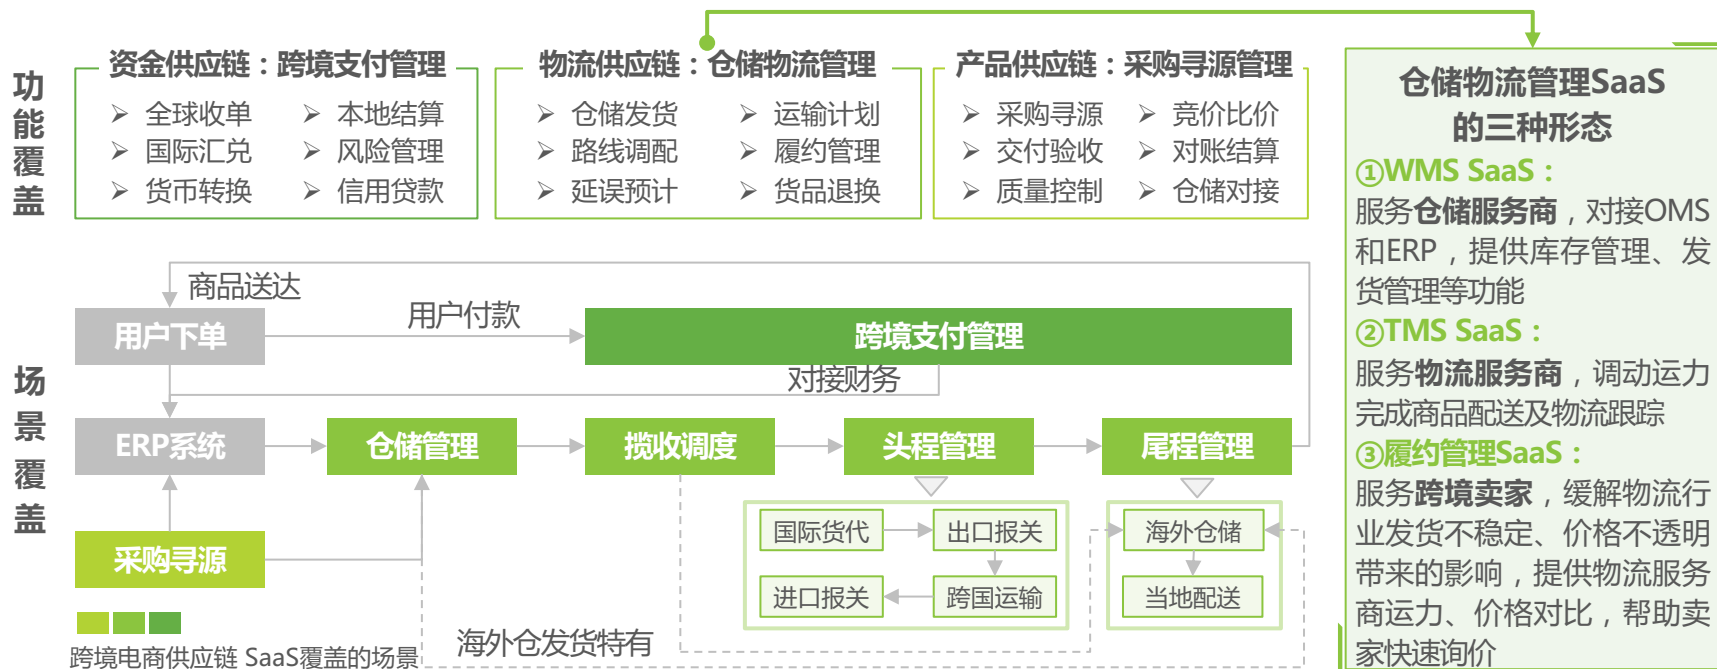 功能覆盖
资金供应链：跨境支付管理
全球收单
本地结算
国际汇兑
风险管理
货币转换
信用贷款
物流供应链：仓储物流管理
仓储发货
运输计划
路线调配
履约管理
延误预计
货品退换
产品供应链：采购寻源管理
采购寻源
竞价比价
交付验收
对账结算
质量控制
仓储对接
场景覆盖
商品送达
用户下单
用户付款
跨境支付管理
对接财务
ERP系统
仓储管理
揽收调度
头程管理
尾程管理
国际货代
出口报关
海外仓储
采购寻源
进口报关
跨国运输
当地配送
海外仓发货特有
跨境电商供应链 SaaS覆盖的场景
仓储物流管理SaaS
的三种形态
①WMS SaaS：
服务仓储服务商，对接OMS
和ERP，提供库存管理、发
货管理等功能
②TMS SaaS：
服务物流服务商，调动运力
完成商品配送及物流跟踪
③履约管理SaaS：
服务跨境卖家，缓解物流行
业发货不稳定、价格不透明
带来的影响，提供物流服务
商运力、价格对比，帮助卖
家快速询价